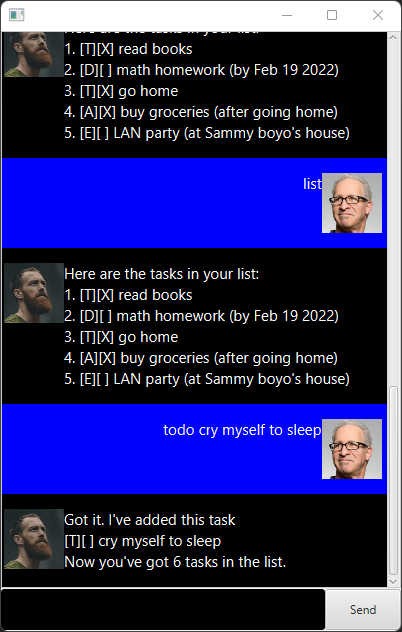 Here are the tasks in your list:
1. [T][X] read books
2. [D][ ] math homework (by Feb 19 2022)
3. [T][X] go home
4. [A][X] buy groceries (after going home)
5. [E][ ] LAN party (at Sammy boyo's house)
list
Here are the tasks in your list:
1. [T][X] read books
2. [D][ ] math homework (by Feb 19 2022)
3. [T][X] go home
4. [A][X] buy groceries (after going home)
5. [E][ ] LAN party (at Sammy boyo's house)
todo cry myself to sleep
Got it. I've added this task
[T][ ] cry myself to sleep
Now you've got 6 tasks in the list.
Send